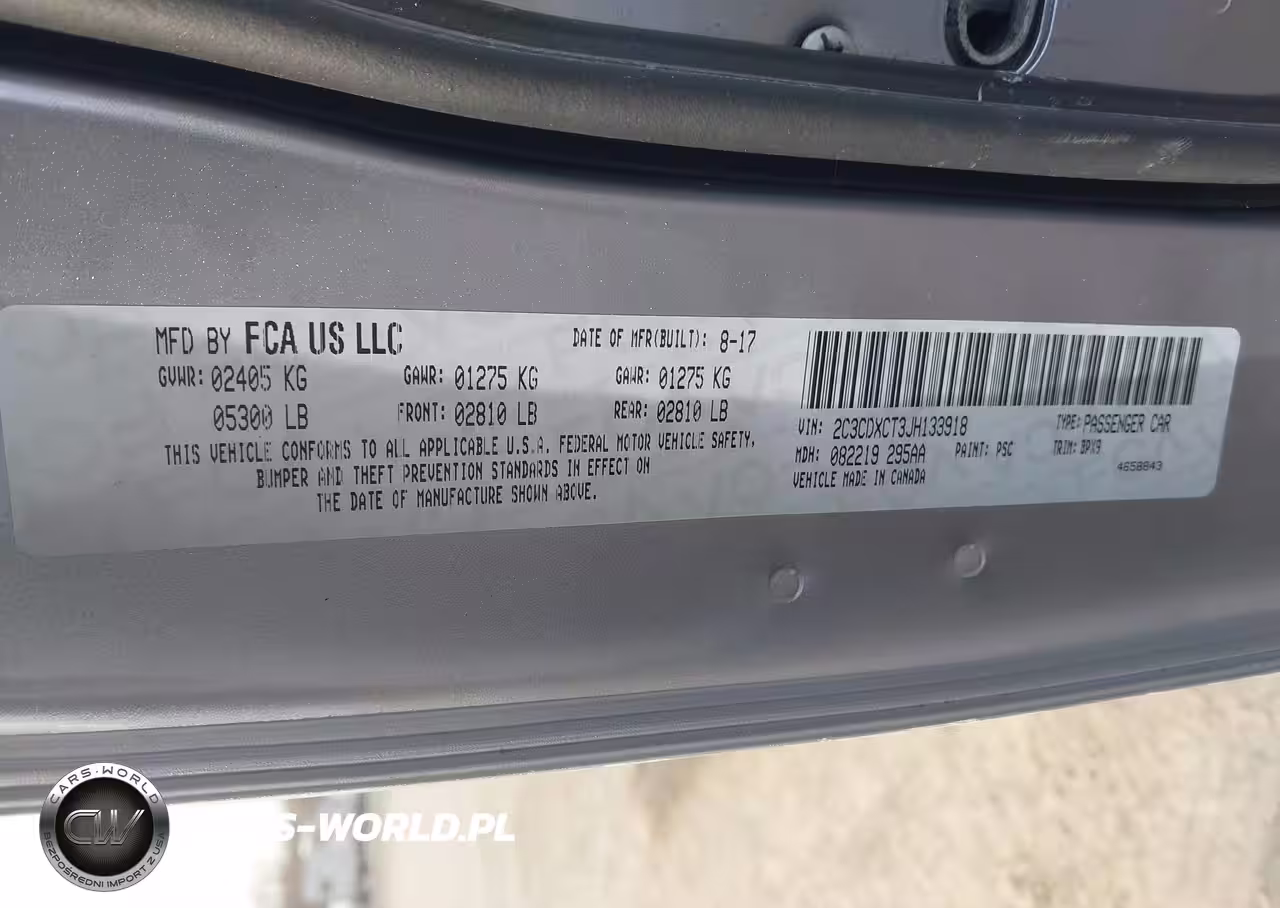 MFD BY FCA US LLC DATE OF MFR(BUILT): 8-17
GVWR: 02405 KG GAWR: 01275 KG GAWR: 01275 KG
05300 LB FRONT: 02810 LB REAR: 02810 LB
THIS VEHICLE CONFORMS TO ALL APPLICABLE U.S.A. FEDERAL MOTOR VEHICLE SAFETY,
BUMPER AND THEFT PREVENTION STANDARDS IN EFFECT ON
THE DATE OF MANUFACTURE SHOWN ABOVE.
VIN: 2C3CDXCT3JH133918 TYPE: PASSENGER CAR
MDH: 082219 295AA PAINT: PSC TRIM: BPX9
VEHICLE MADE IN CANADA 4658843
CARS-WORLD
CW
BEZPOŚREDNI IMPORT Z USA
S-WORLD.PL